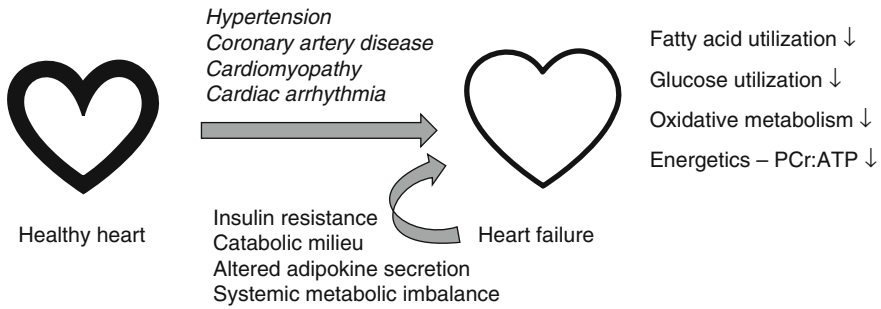 Hypertension
Coronary artery disease
Cardiomyopathy
Cardiac arrhythmia
Fatty acid utilization ↓
Glucose utilization ↓
Oxidative metabolism ↓
Energetics – PCr:ATP ↓
Healthy heart
Insulin resistance
Catabolic milieu
Altered adipokine secretion
Systemic metabolic imbalance
Heart failure